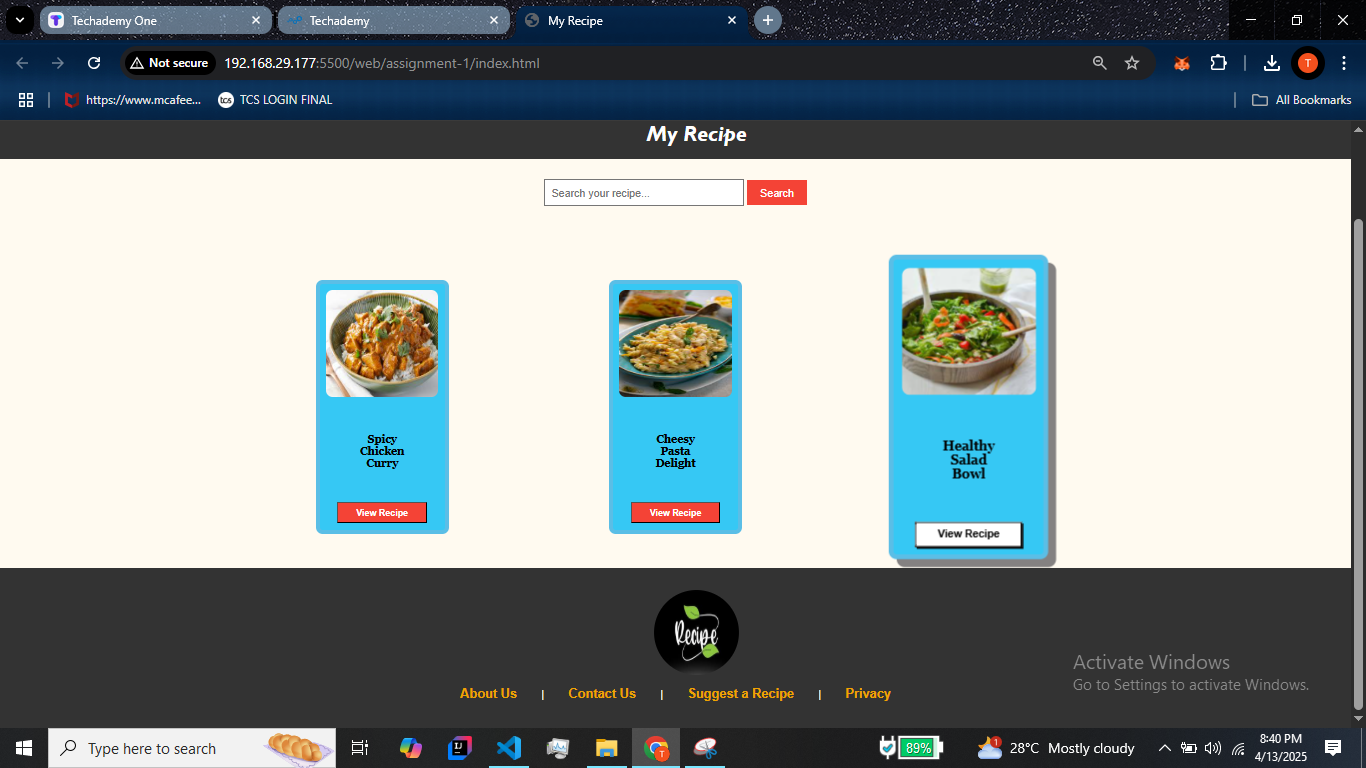 Techademy One
Techademy
My Recipe
Not secure
192.168.29.177:5500/web/assignment-1/index.html
T
https://www.mcafee...
tcs
TCS LOGIN FINAL
All Bookmarks
My Recipe
Search your recipe...
Search
Spicy
Chicken
Curry
View Recipe
Cheesy
Pasta
Delight
View Recipe
Healthy
Salad
Bowl
View Recipe
Recipe
About Us | Contact Us | Suggest a Recipe | Privacy
Activate Windows
Go to Settings to activate Windows.
Type here to search
T
89%
1
28°C Mostly cloudy
8:40 PM
4/13/2025